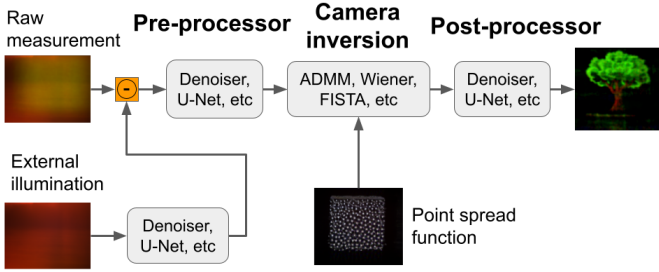 Raw
measurement
Pre-processor
Camera
inversion
Post-processor
-
Denoiser,
U-Net, etc
ADMM, Wiener,
FISTA, etc
Denoiser,
U-Net, etc
External
illumination
Denoiser,
U-Net, etc
Point spread
function